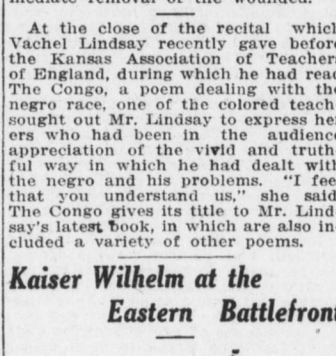 mediate removal of the wounded.
At the close of the recital which
Vachel Lindsay recently gave before
the Kansas Association of Teachers
of England, during which he had read
The Congo, a poem dealing with the
negro race, one of the colored teach
sought out Mr. Lindsay to express her
ers who had been in the audience
appreciation of the vivid and truth-
ful way in which he had dealt with
the negro and his problems. "I feel
that you understand us," she said.
The Congo gives its title to Mr. Lind-
say's latest book, in which are also in-
cluded a variety of other poems.
Kaiser Wilhelm at the
Eastern Battlefront